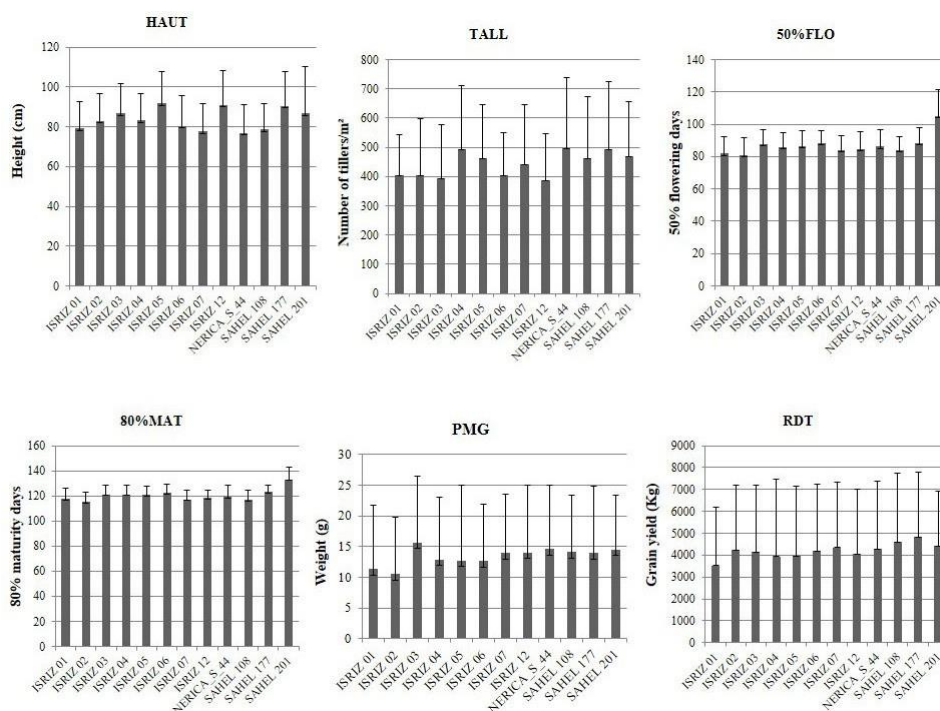 HAUT
Height (cm)
120
100
80
60
40
20
0
ISRIZ 01
ISRIZ 02
ISRIZ 03
ISRIZ 04
ISRIZ 05
ISRIZ 06
ISRIZ 07
ISRIZ 12
NERICA_S_44
SAHEL 108
SAHEL 177
SAHEL 201
TALL
Number of tillers/m²
800
700
600
500
400
300
200
100
0
ISRIZ 01
ISRIZ 02
ISRIZ 03
ISRIZ 04
ISRIZ 05
ISRIZ 06
ISRIZ 07
ISRIZ 12
NERICA_S_44
SAHEL 108
SAHEL 177
SAHEL 201
50%FLO
50% flowering days
140
120
100
80
60
40
20
0
ISRIZ 01
ISRIZ 02
ISRIZ 03
ISRIZ 04
ISRIZ 05
ISRIZ 06
ISRIZ 07
ISRIZ 12
NERICA_S_44
SAHEL 108
SAHEL 177
SAHEL 201
80%MAT
80% maturity days
160
140
120
100
80
60
40
20
0
ISRIZ 01
ISRIZ 02
ISRIZ 03
ISRIZ 04
ISRIZ 05
ISRIZ 06
ISRIZ 07
ISRIZ 12
NERICA_S_44
SAHEL 108
SAHEL 177
SAHEL 201
PMG
Weight (g)
30
25
20
15
10
5
0
ISRIZ 01
ISRIZ 02
ISRIZ 03
ISRIZ 04
ISRIZ 05
ISRIZ 06
ISRIZ 07
ISRIZ 12
NERICA_S_44
SAHEL 108
SAHEL 177
SAHEL 201
RDT
Grain yield (Kg)
9000
8000
7000
6000
5000
4000
3000
2000
1000
0
ISRIZ 01
ISRIZ 02
ISRIZ 03
ISRIZ 04
ISRIZ 05
ISRIZ 06
ISRIZ 07
ISRIZ 12
NERICA_S_44
SAHEL 108
SAHEL 177
SAHEL 201